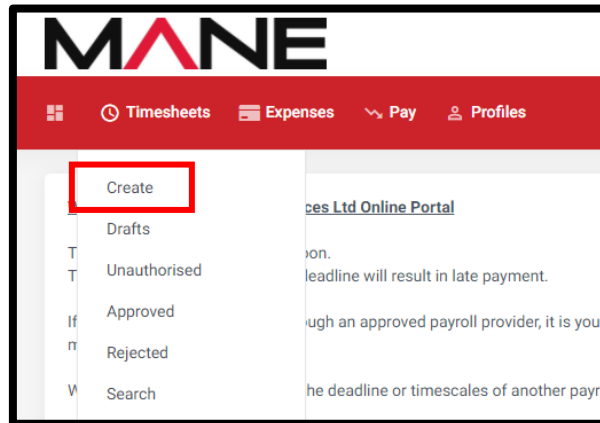 MANE
Timesheets Expenses Pay Profiles
Create
ces Ltd Online Portal
Drafts
T oon.
Unauthorised
T deadline will result in late payment.
Approved
If ough an approved payroll provider, it is you
Rejected
m
Search
W he deadline or timescales of another payr